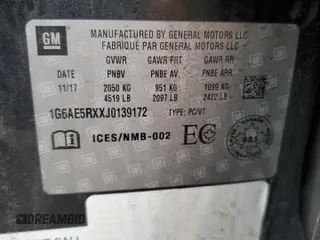 GM
MANUFACTURED BY GENERAL MOTORS LLC
FABRIQUÉ PAR GENERAL MOTORS LLC
GVWR GAWR FRT GAWR RR
PNBV PNBE AV PNBE ARR
11/17 2050 KG 951 KG 1099 KG
4519 LB 2097 LB 2422 LB
1G6AE5RXXJ0139172 TYPE: PC/VT
ICES/NMB-002 EC
985
DREAMBID